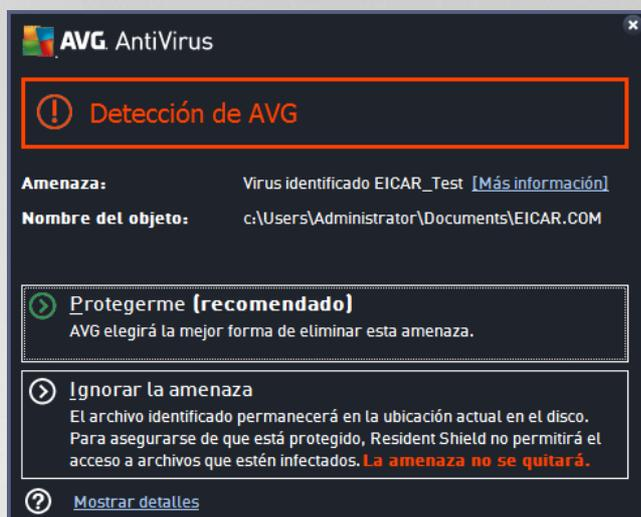 AVG. AntiVirus
Detección de AVG
Amenaza: Virus identificado EICAR_Test [Más información]
Nombre del objeto: c:\Users\Administrator\Documents\EICAR.COM
Protegerme (recomendado)
AVG elegirá la mejor forma de eliminar esta amenaza.
Ignorar la amenaza
El archivo identificado permanecerá en la ubicación actual en el disco.
Para asegurarse de que está protegido, Resident Shield no permitirá el
acceso a archivos que estén infectados. La amenaza no se quitará.
Mostrar detalles